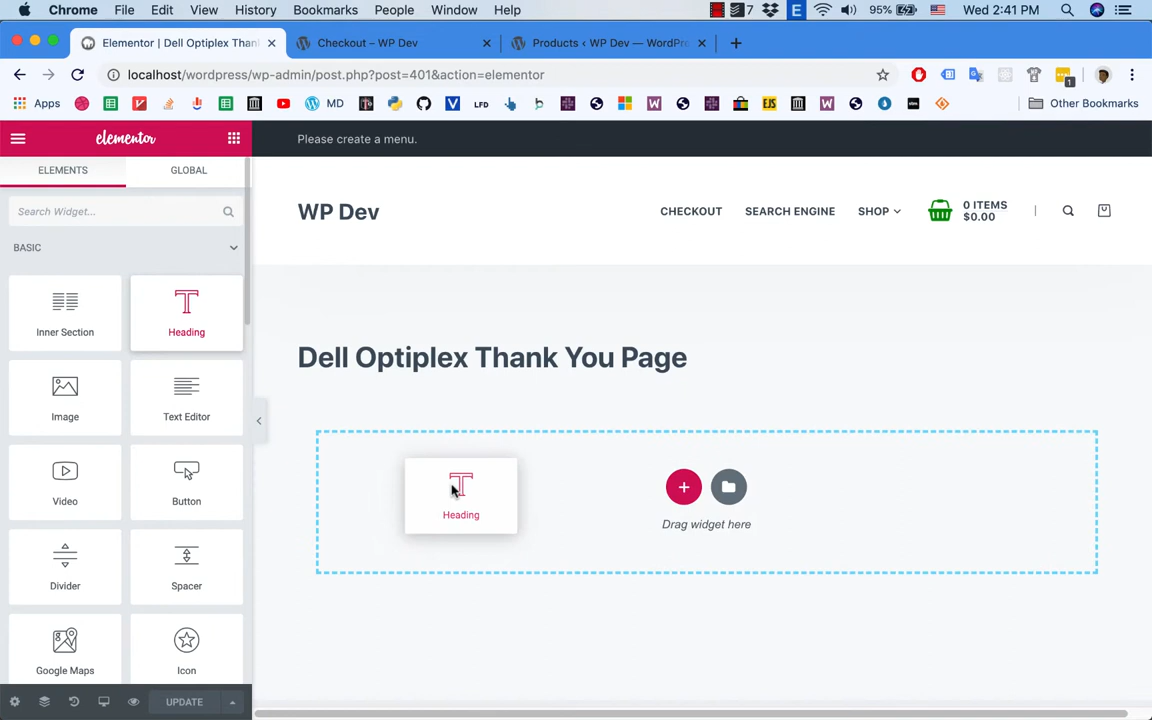 Chrome File Edit View History Bookmarks People Window Help 7 E 95% Wed 2:41 PM
Elementor | Dell Optiplex Than
Checkout – WP Dev
Products ‹ WP Dev — WordPre
localhost/wordpress/wp-admin/post.php?post=401&action=elementor
1
Apps
MD
V
LFD
W
EJS
W
Other Bookmarks
elementor
Please create a menu.
ELEMENTS GLOBAL
Search Widget...
BASIC
WP Dev
CHECKOUT SEARCH ENGINE SHOP
0 ITEMS
$0.00
Inner Section
Heading
Image
Text Editor
Video
Button
Divider
Spacer
Google Maps
Icon
UPDATE
Dell Optiplex Thank You Page
Heading
Drag widget here